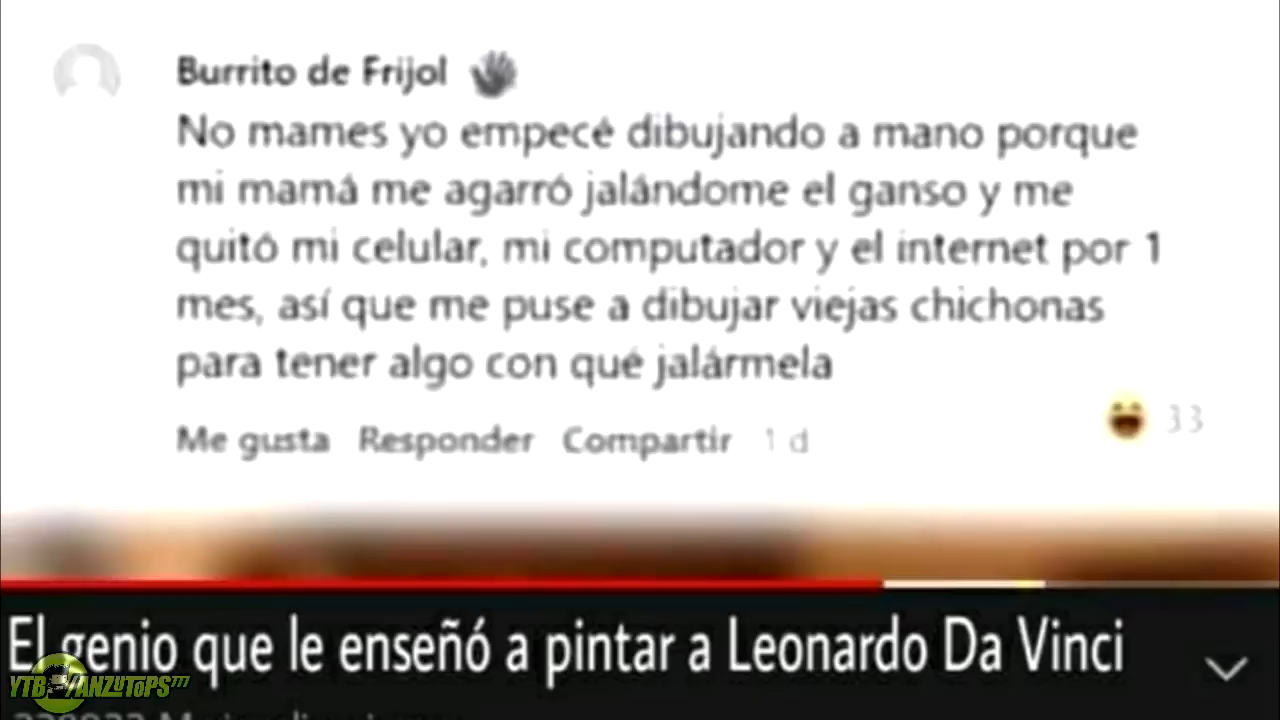 Burrito de Frijol
No mames yo empecé dibujando a mano porque
mi mamá me agarró jalándome el ganso y me
quitó mi celular, mi computador y el internet por 1
mes, así que me puse a dibujar viejas chichonas
para tener algo con qué jalármela
33
Me gusta Responder Compartir 1 d
El genio que le enseñó a pintar a Leonardo Da Vinci